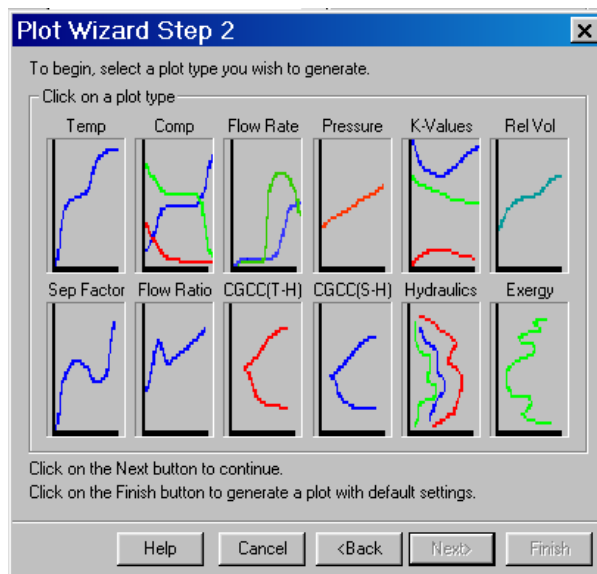 Plot Wizard Step 2
To begin, select a plot type you wish to generate.
Click on a plot type
Temp Comp Flow Rate Pressure K-Values Rel Vol
Sep Factor Flow Ratio CGCC(T-H) CGCC(S-H) Hydraulics Exergy
Click on the Next button to continue.
Click on the Finish button to generate a plot with default settings.
Help Cancel <Back Next> Finish